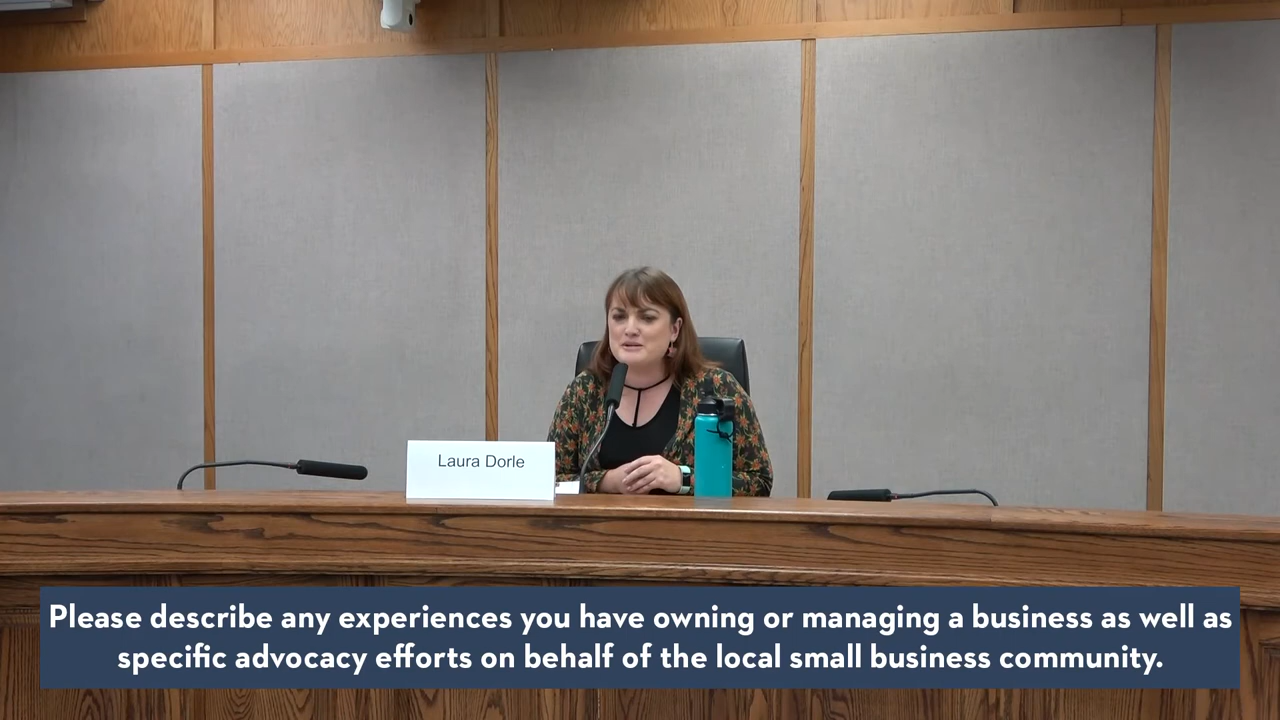 Laura Dorle
Please describe any experiences you have owning or managing a business as well as
specific advocacy efforts on behalf of the local small business community.